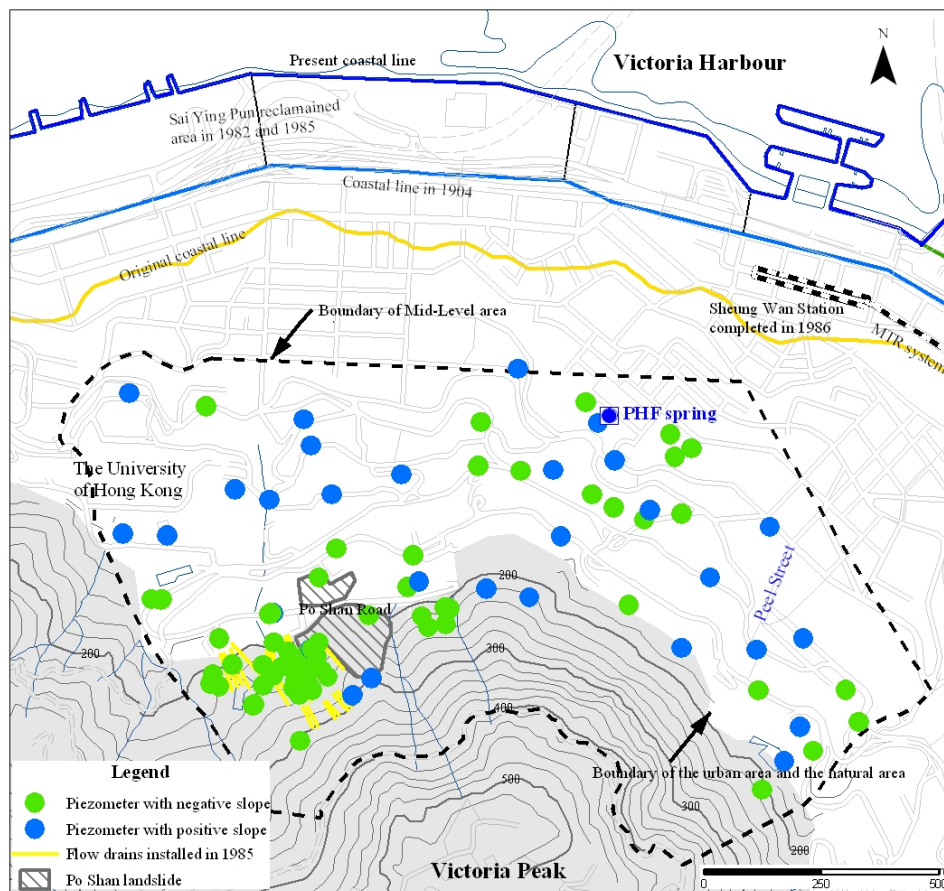 Present coastal line
Victoria Harbour
N
Sai Ying Pun reclamained
area in 1982 and 1985
Coastal line in 1904
Original coastal line
Sheung Wan Station
completed in 1986
MTR system
Boundary of Mid-Level area
PHF spring
The University
of Hong Kong
Peel Street
200
Po Shan Road
200
300
400
500
300
200
Boundary of the urban area and the natural area
Legend
Piezometer with negative slope
Piezometer with positive slope
Flow drains installed in 1985
Po Shan landslide
Victoria Peak
0
250
500